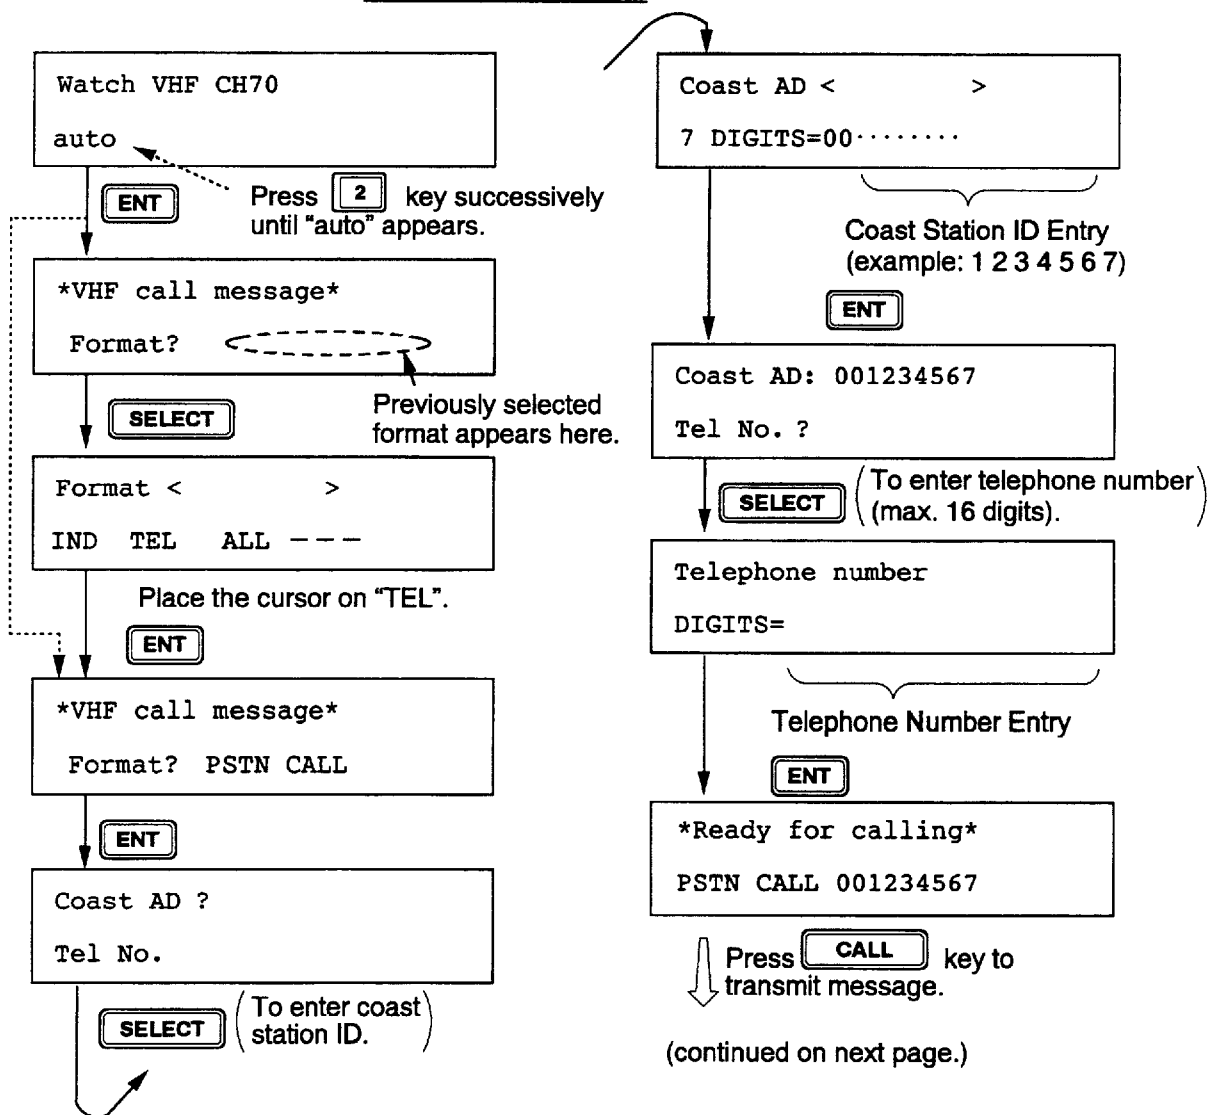 Watch VHF CH70
auto
ENT
Press 2 key successively
until "auto" appears.
*VHF call message*
Format?
SELECT
Previously selected
format appears here.
Format < >
IND TEL ALL – – –
Place the cursor on "TEL".
ENT
*VHF call message*
Format? PSTN CALL
ENT
Coast AD ?
Tel No.
SELECT
(To enter coast
station ID.)
Coast AD < >
7 DIGITS=00········
Coast Station ID Entry
(example: 1 2 3 4 5 6 7)
ENT
Coast AD: 001234567
Tel No. ?
SELECT
(To enter telephone number
(max. 16 digits).)
Telephone number
DIGITS=
Telephone Number Entry
ENT
*Ready for calling*
PSTN CALL 001234567
Press CALL key to
transmit message.
(continued on next page.)